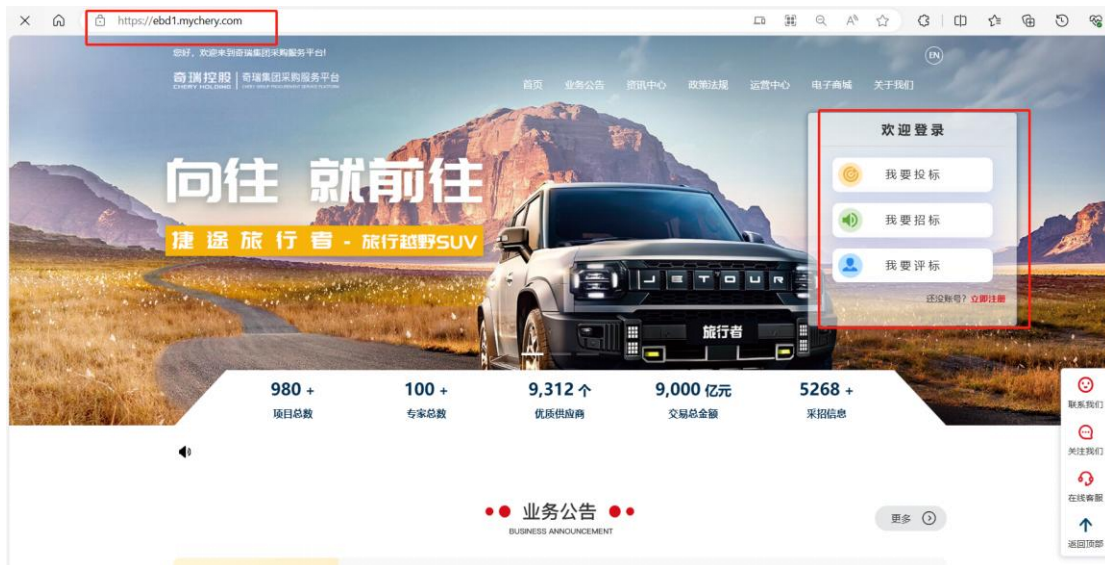 https://ebd1.mychery.com
您好，欢迎来到奇瑞集团采购服务平台!
EN
奇瑞控股 奇瑞集团采购服务平台
CHERY HOLDING CHERY GROUP PROCUREMENT SERVICE PLATFORM
首页 业务公告 资讯中心 政策法规 运营中心 电子商城 关于我们
欢迎登录
我要投标
我要招标
我要评标
还没账号? 立即注册
向往 就前往
捷途旅行者 - 旅行越野SUV
JETOUR
旅行者
980 + 100 + 9,312 个 9,000 亿元 5268 +
项目总数 专家总数 优质供应商 交易总金额 采招信息
联系我们
关注我们
在线客服
返回顶部
业务公告
BUSINESS ANNOUNCEMENT
更多